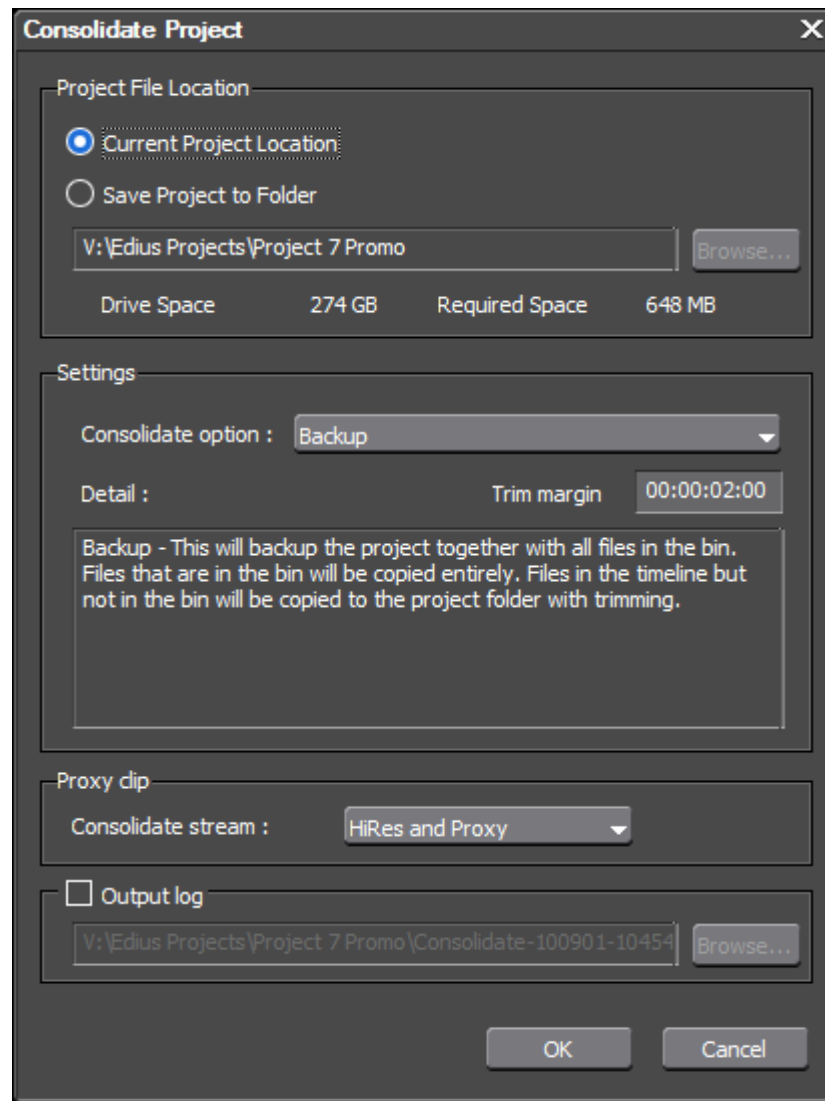 Consolidate Project
Project File Location
Current Project Location
Save Project to Folder
V:\Edius Projects\Project 7 Promo
Browse...
Drive Space 274 GB Required Space 648 MB
Settings
Consolidate option : Backup
Detail : Trim margin 00:00:02:00
Backup - This will backup the project together with all files in the bin.
Files that are in the bin will be copied entirely. Files in the timeline but
not in the bin will be copied to the project folder with trimming.
Proxy clip
Consolidate stream : HiRes and Proxy
Output log
V:\Edius Projects\Project 7 Promo\Consolidate-100901-10454
Browse...
OK Cancel